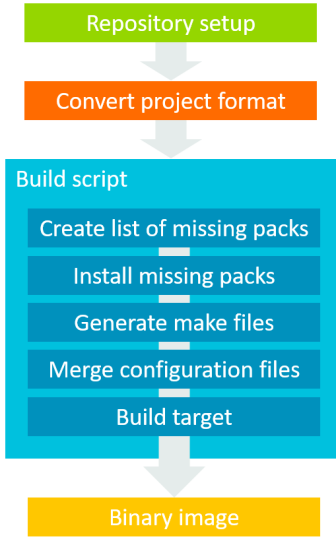 Repository setup
Convert project format
Build script
Create list of missing packs
Install missing packs
Generate make files
Merge configuration files
Build target
Binary image